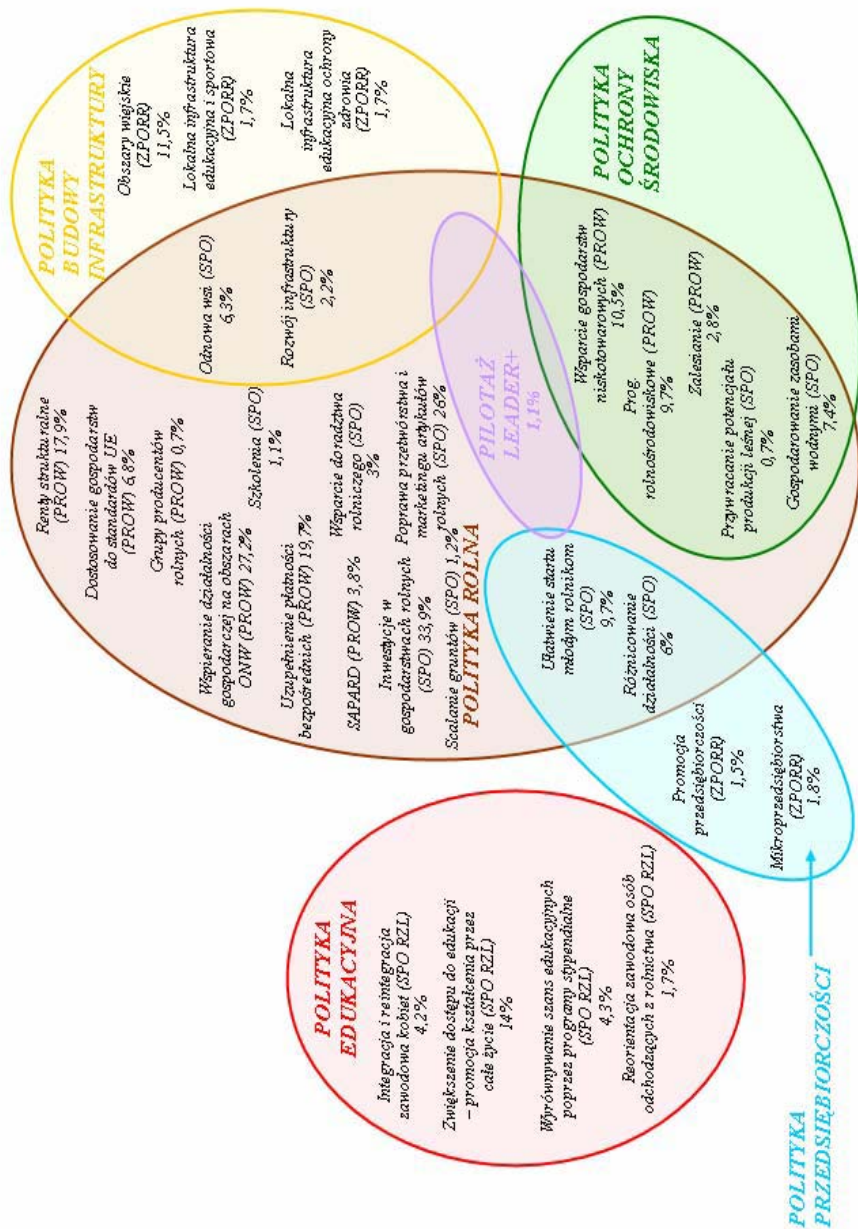 POLITYKA
EDUKACYJNA
Integracja i reintegracja
zawodowa kobiet (SPO RZL)
4,2%
Zwiększenie dostępu do edukacji
– promocja kształcenia przez
całe życie (SPO RZL)
14%
Wyrównywanie szans edukacyjnych
poprzez programy stypendialne
(SPO RZL)
4,3%
Reorientacja zawodowa osób
odchodzących z rolnictwa (SPO RZL)
1,7%
POLITYKA
PRZEDSIĘBIORCZOŚCI
Promocja
przedsiębiorczości
(ZPORR)
1,5%
Mikroprzedsiębiorstwa
(ZPORR)
1,8%
Ułatwienie startu
młodym rolnikom
(SPO)
9,7%
Różnicowanie
działalności (SPO)
6%
Renty strukturalne
(PROW) 17,9%
Dostosowanie gospodarstw
do standardów UE
(PROW) 6,8%
Grupy producentów
rolnych (PROW) 0,7%
Wspieranie działalności
gospodarczej na obszarach
ONW (PROW) 27,2%
Szkolenia (SPO)
1,1%
Uzupełnienie płatności
bezpośrednich (PROW) 19,7%
Wsparcie doradztwa
rolniczego (SPO)
3%
SAPARD (PROW) 3,8%
Inwestycje w
gospodarstwach rolnych
(SPO) 33,9%
Poprawa przetwórstwa i
marketingu artykułów
rolnych (SPO) 26%
Scalanie gruntów (SPO) 1,2%
POLITYKA ROLNA
POLITYKA
BUDOWY
INFRASTRUKTURY
Odnowa wsi (SPO)
6,3%
Rozwój infrastruktury
(SPO)
2,2%
Obszary wiejskie
(ZPORR)
11,5%
Lokalna infrastruktura
edukacyjna i sportowa
(ZPORR)
1,7%
Lokalna
infrastruktura
edukacyjna ochrony
zdrowia
(ZPORR)
1,7%
PILOTAŻ
LEADER+
1,1%
POLITYKA
OCHRONY
ŚRODOWISKA
Wsparcie gospodarstw
niskotowarowych (PROW)
10,5%
Prog.
rolnośrodowiskowe (PROW)
9,7%
Zalesianie (PROW)
2,8%
Przywracanie potencjału
produkcji leśnej (SPO)
0,7%
Gospodarowanie zasobami
wodnymi (SPO)
7,4%